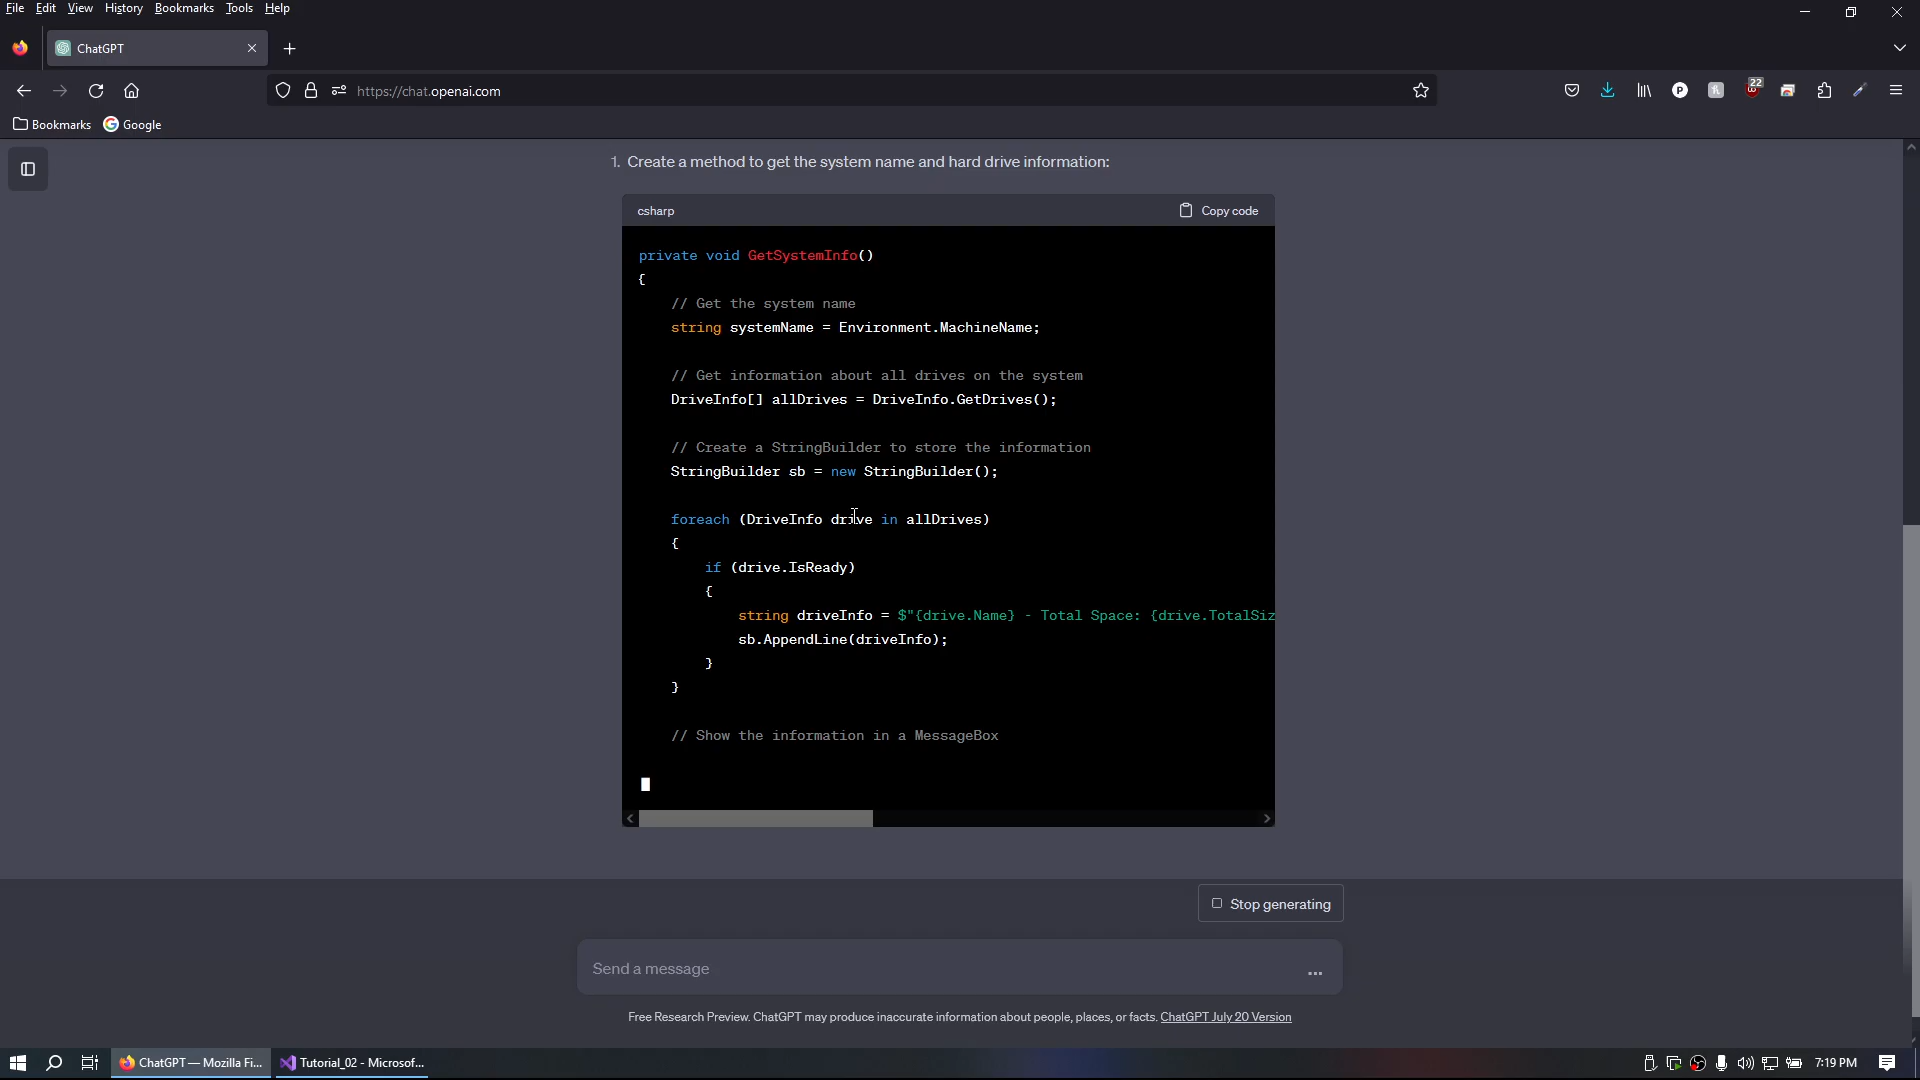 File Edit View History Bookmarks Tools Help
ChatGPT
https://chat.openai.com
22
Bookmarks Google
1. Create a method to get the system name and hard drive information:
csharp Copy code
private void GetSystemInfo()
{
// Get the system name
string systemName = Environment.MachineName;
// Get information about all drives on the system
DriveInfo[] allDrives = DriveInfo.GetDrives();
// Create a StringBuilder to store the information
StringBuilder sb = new StringBuilder();
foreach (DriveInfo drive in allDrives)
{
if (drive.IsReady)
{
string driveInfo = $"{drive.Name} - Total Space: {drive.TotalSiz
sb.AppendLine(driveInfo);
}
}
// Show the information in a MessageBox
Stop generating
Send a message
Free Research Preview. ChatGPT may produce inaccurate information about people, places, or facts. ChatGPT July 20 Version
ChatGPT — Mozilla Fi... Tutorial_02 - Microsof... 7:19 PM